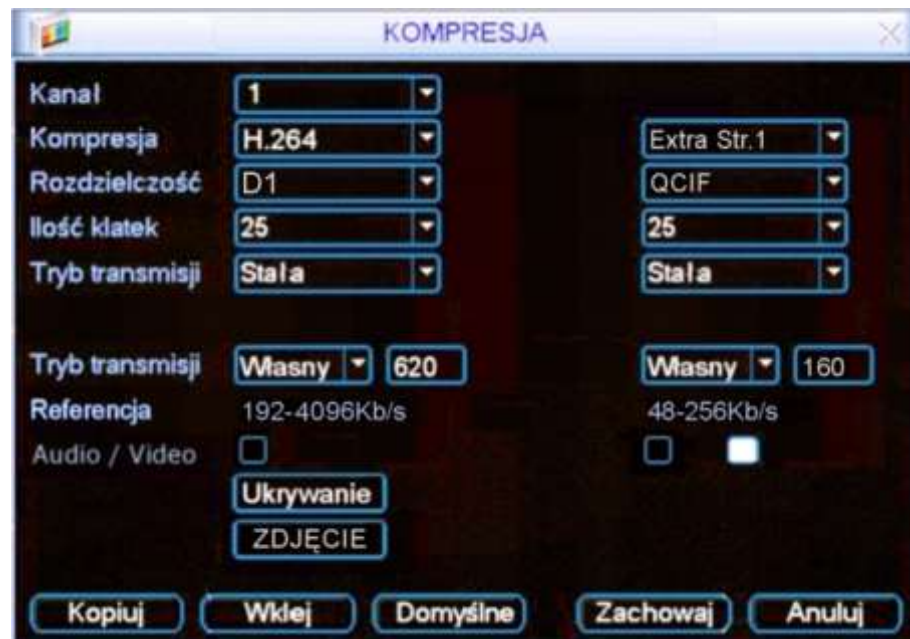 KOMPRESJA
Kanał 1
Kompresja H.264 Extra Str.1
Rozdzielczość D1 QCIF
Ilość klatek 25 25
Tryb transmisji Stała Stała
Tryb transmisji Własny 620 Własny 160
Referencja 192-4096Kb/s 48-256Kb/s
Audio / Video
Ukrywanie
ZDJĘCIE
Kopiuj Wklej Domyślne Zachowaj Anuluj